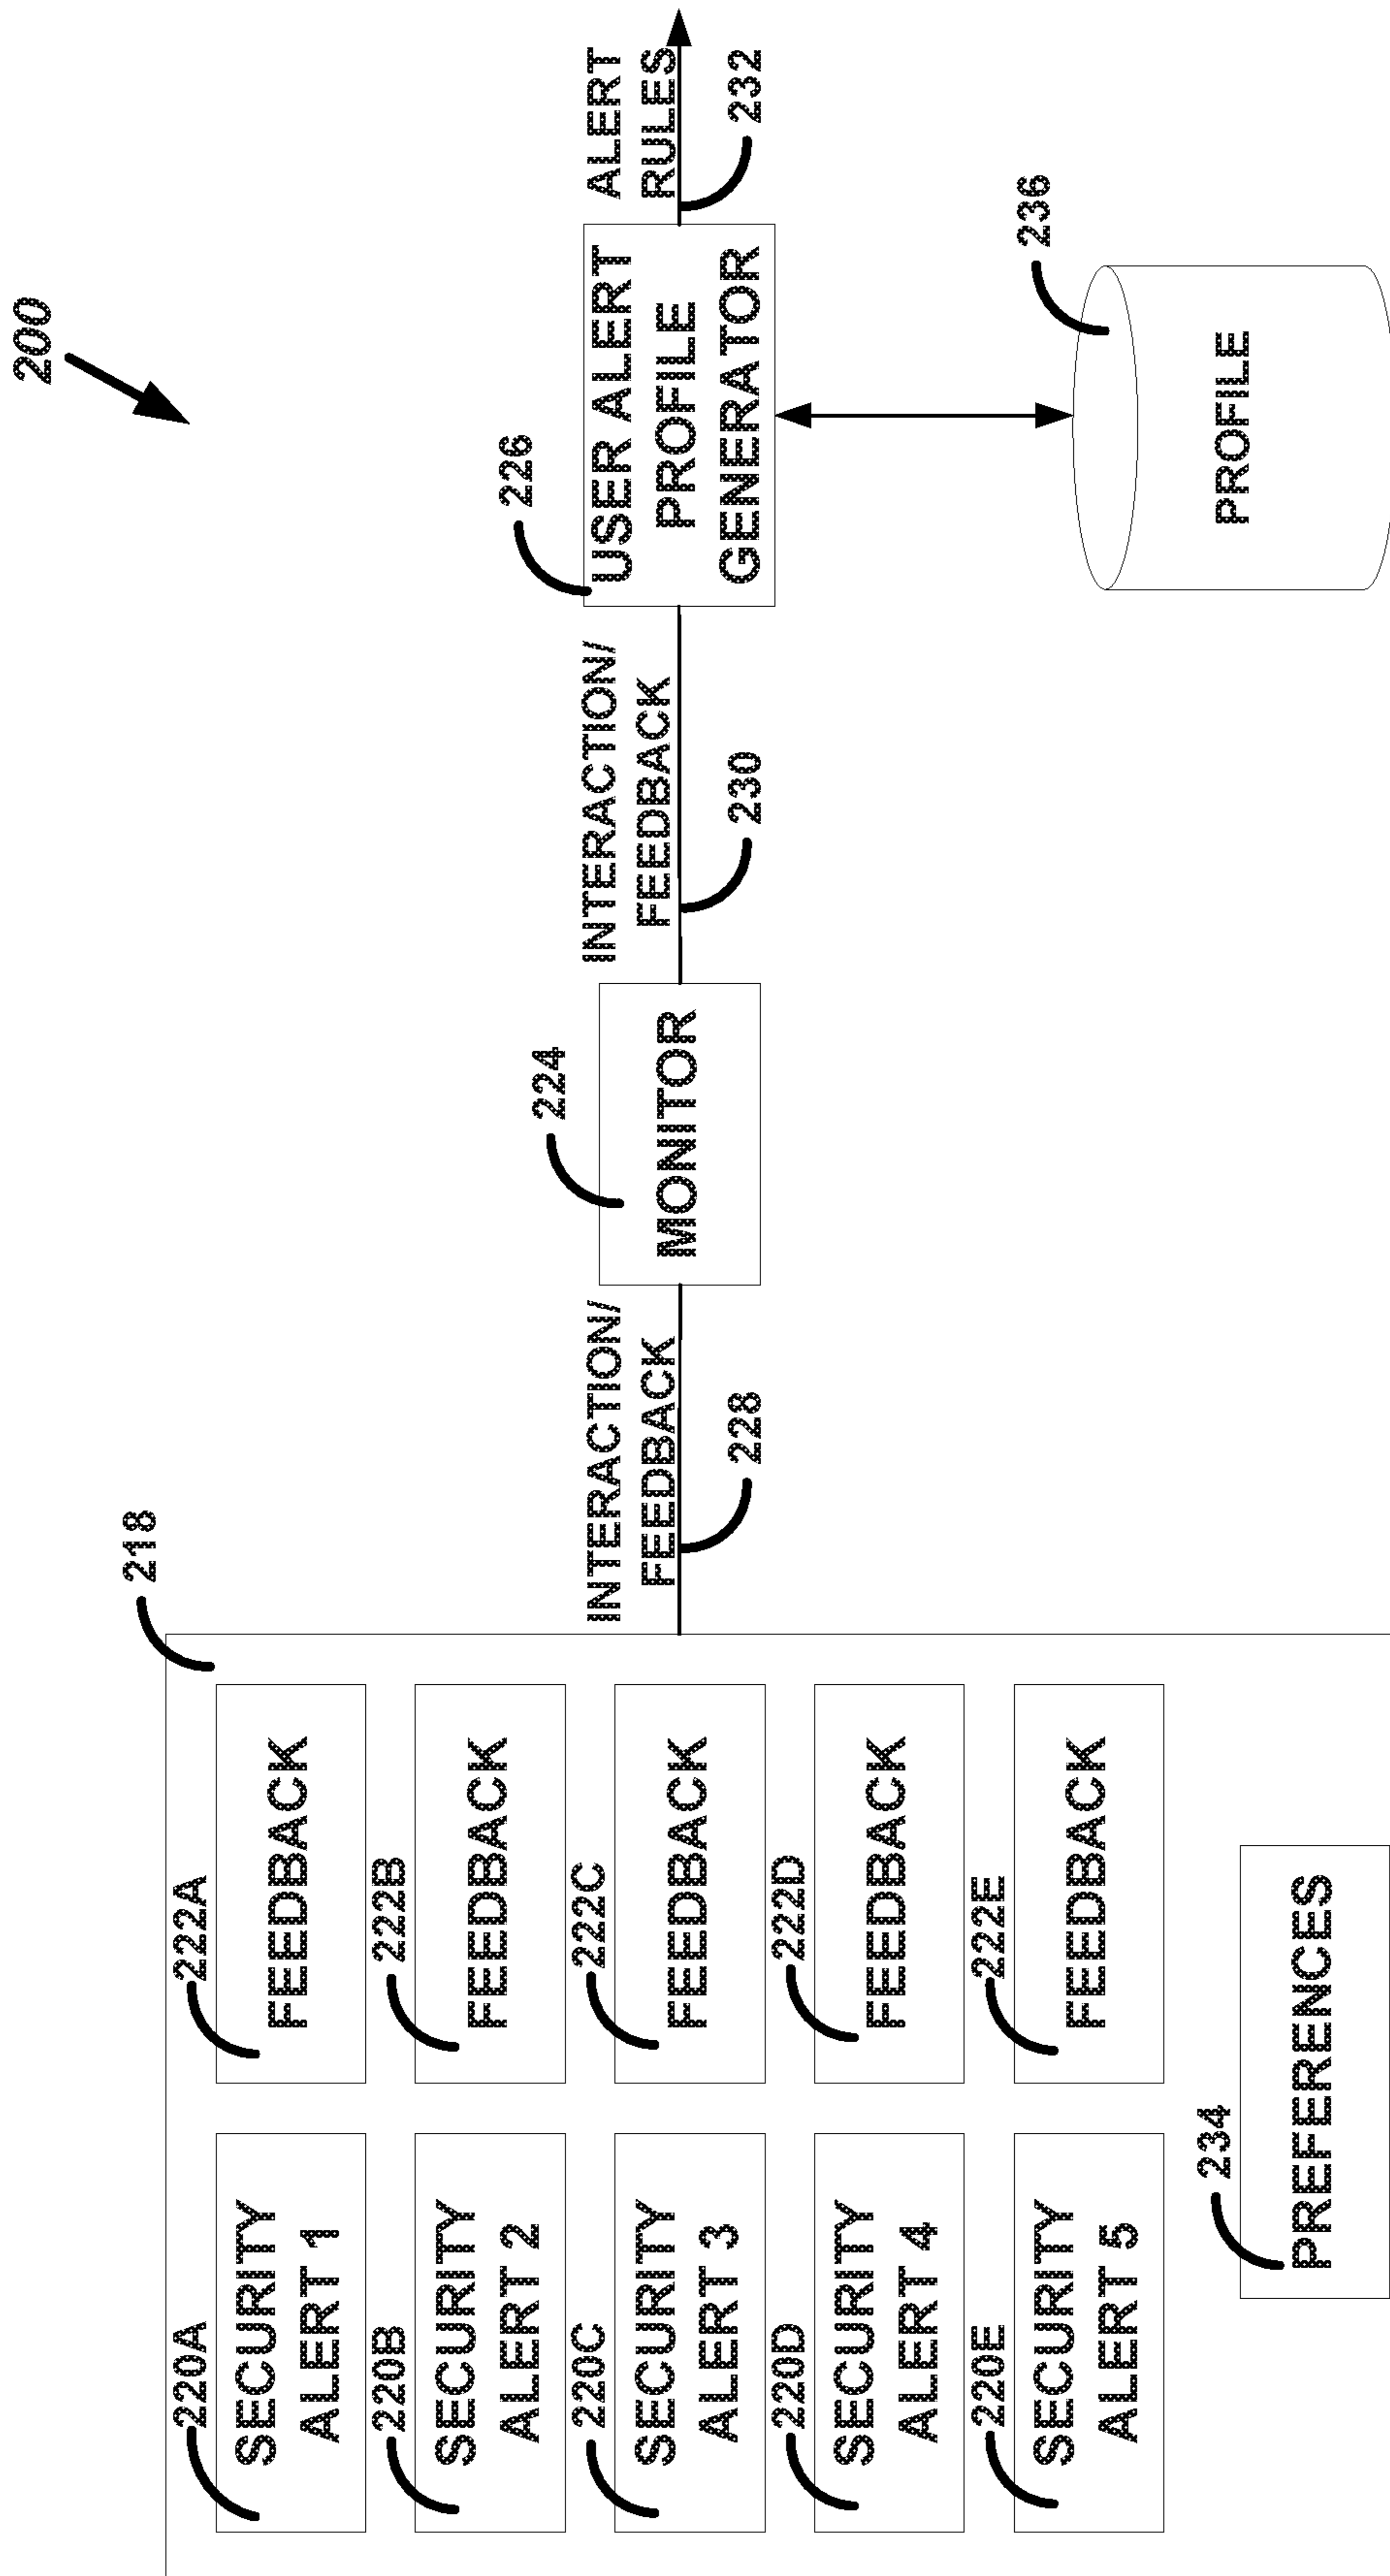 200
218
220A
SECURITY
ALERT 1
222A
FEEDBACK
220B
SECURITY
ALERT 2
222B
FEEDBACK
220C
SECURITY
ALERT 3
222C
FEEDBACK
220D
SECURITY
ALERT 4
222D
FEEDBACK
220E
SECURITY
ALERT 5
222E
FEEDBACK
234
PREFERENCES
INTERACTION/
FEEDBACK
228
224
MONITOR
INTERACTION/
FEEDBACK
230
226
USER ALERT
PROFILE
GENERATOR
ALERT
RULES
232
236
PROFILE